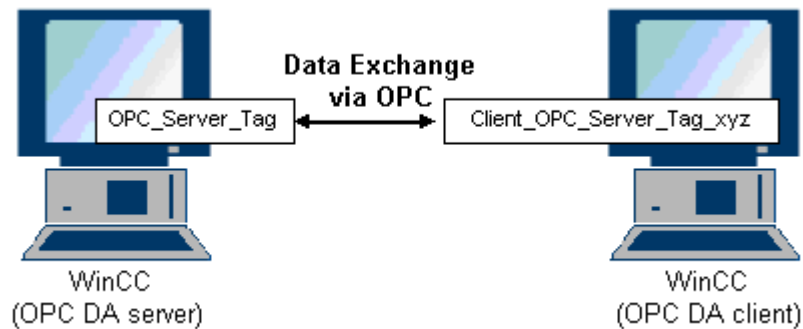 Data Exchange
via OPC
OPC_Server_Tag
Client_OPC_Server_Tag_xyz
WinCC
(OPC DA server)
WinCC
(OPC DA client)